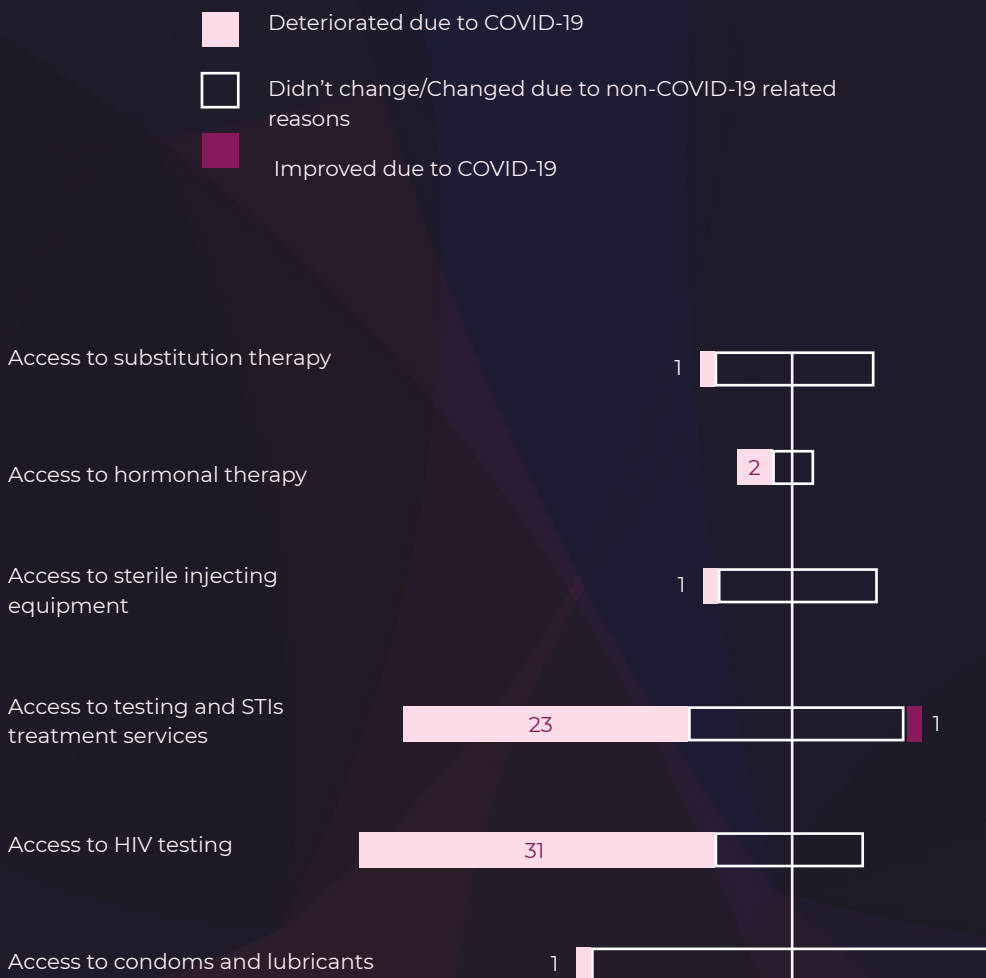 Deteriorated due to COVID-19
Didn’t change/Changed due to non-COVID-19 related
reasons
Improved due to COVID-19
Access to substitution therapy
1
Access to hormonal therapy
2
Access to sterile injecting
equipment
1
Access to testing and STIs
treatment services
23
1
Access to HIV testing
31
Access to condoms and lubricants
1